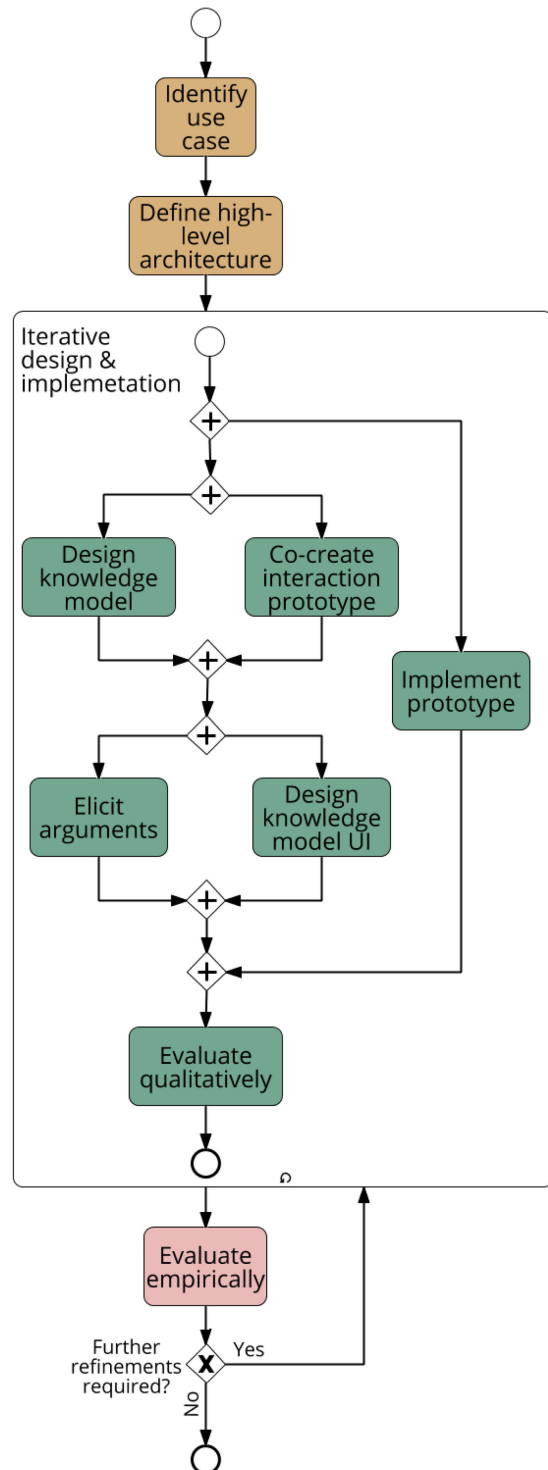 Identify
use
case
Define high-
level
architecture
Iterative
design &
implemetation
Design
knowledge
model
Co-create
interaction
prototype
Implement
prototype
Elicit
arguments
Design
knowledge
model UI
Evaluate
qualitatively
Evaluate
empirically
Further
refinements
required?
Yes
No